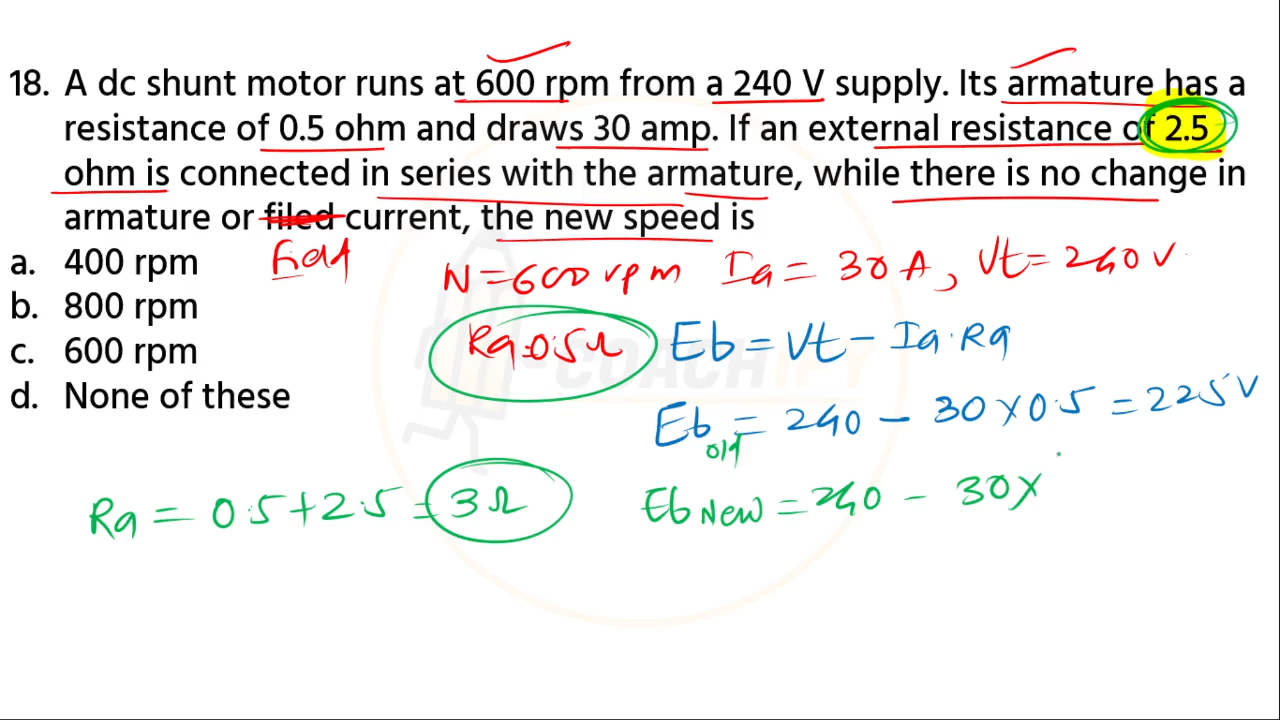 18. A dc shunt motor runs at 600 rpm from a 240 V supply. Its armature has a
resistance of 0.5 ohm and draws 30 amp. If an external resistance of 2.5
ohm is connected in series with the armature, while there is no change in
armature or filed current, the new speed is
a. 400 rpm
Field
N=600 rpm Ia = 30 A, Vt=240 V
b. 800 rpm
c. 600 rpm
Ra=0.5Ω
Eb = Vt - Ia.Ra
d. None of these
Eb old = 240 - 30×0.5 = 225 V
Ra = 0.5+2.5 = 3Ω
Eb New = 240 - 30×
COACHIFY